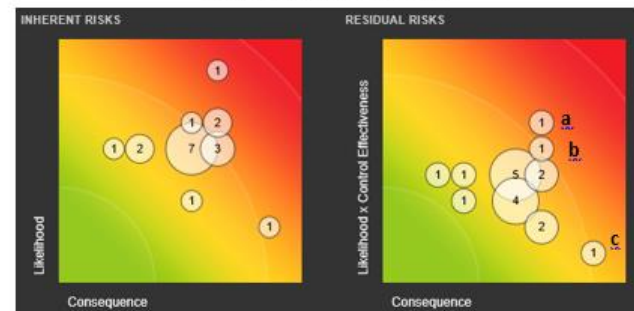 INHERENT RISKS
1
1 2
1 2 7 3
1
1
Likelihood
Consequence
RESIDUAL RISKS
1 a
1 b
1 1 5 2
1 4
2
1 c
Likelihood x Control Effectiveness
Consequence